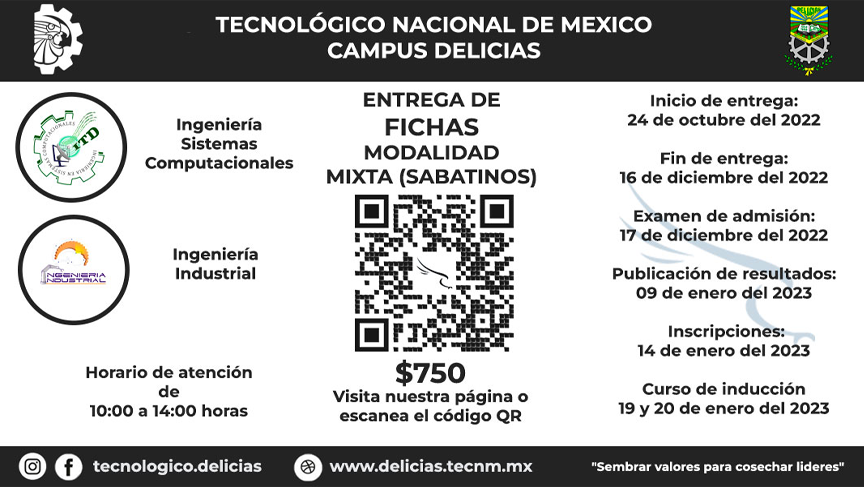 TECNOLÓGICO NACIONAL DE MEXICO
CAMPUS DELICIAS
ITD
Ingeniería
Sistemas
Computacionales
INGENIERIA
INDUSTRIAL
Ingeniería
Industrial
Horario de atención
de
10:00 a 14:00 horas
ENTREGA DE
FICHAS
MODALIDAD
MIXTA (SABATINOS)
$750
Visita nuestra página o
escanea el código QR
Inicio de entrega:
24 de octubre del 2022
Fin de entrega:
16 de diciembre del 2022
Examen de admisión:
17 de diciembre del 2022
Publicación de resultados:
09 de enero del 2023
Inscripciones:
14 de enero del 2023
Curso de inducción
19 y 20 de enero del 2023
tecnologico.delicias
www.delicias.tecnm.mx
"Sembrar valores para cosechar lideres"